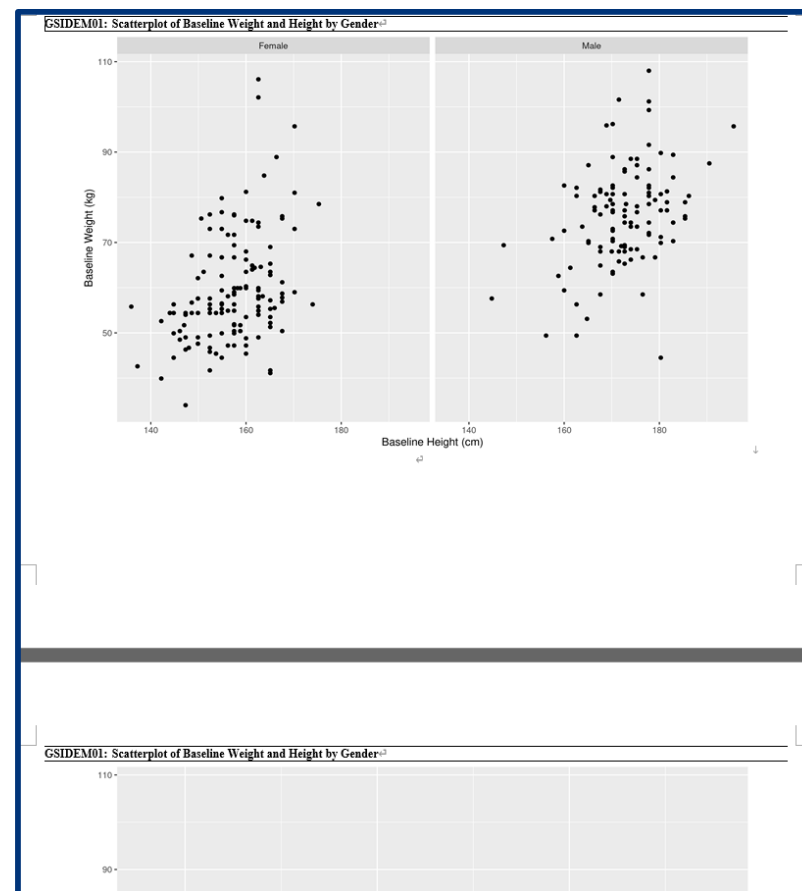 GSIDEM01: Scatterplot of Baseline Weight and Height by Gender
Female Male
110
90
70
50
Baseline Weight (kg)
140 160 180 140 160 180
Baseline Height (cm)
GSIDEM01: Scatterplot of Baseline Weight and Height by Gender
110
90